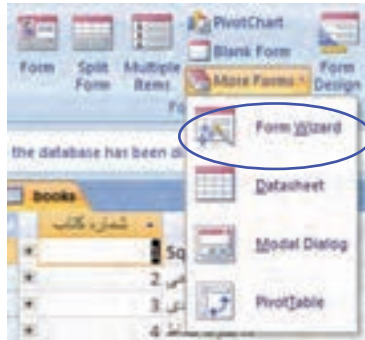 PivotChart
Blank Form
More Forms
Form
Split Form
Multiple Items
Form Design
Form Wizard
the database has been
Datasheet
books
شماره کتاب
Modal Dialog
1 Sq
2
3
PivotTable
4